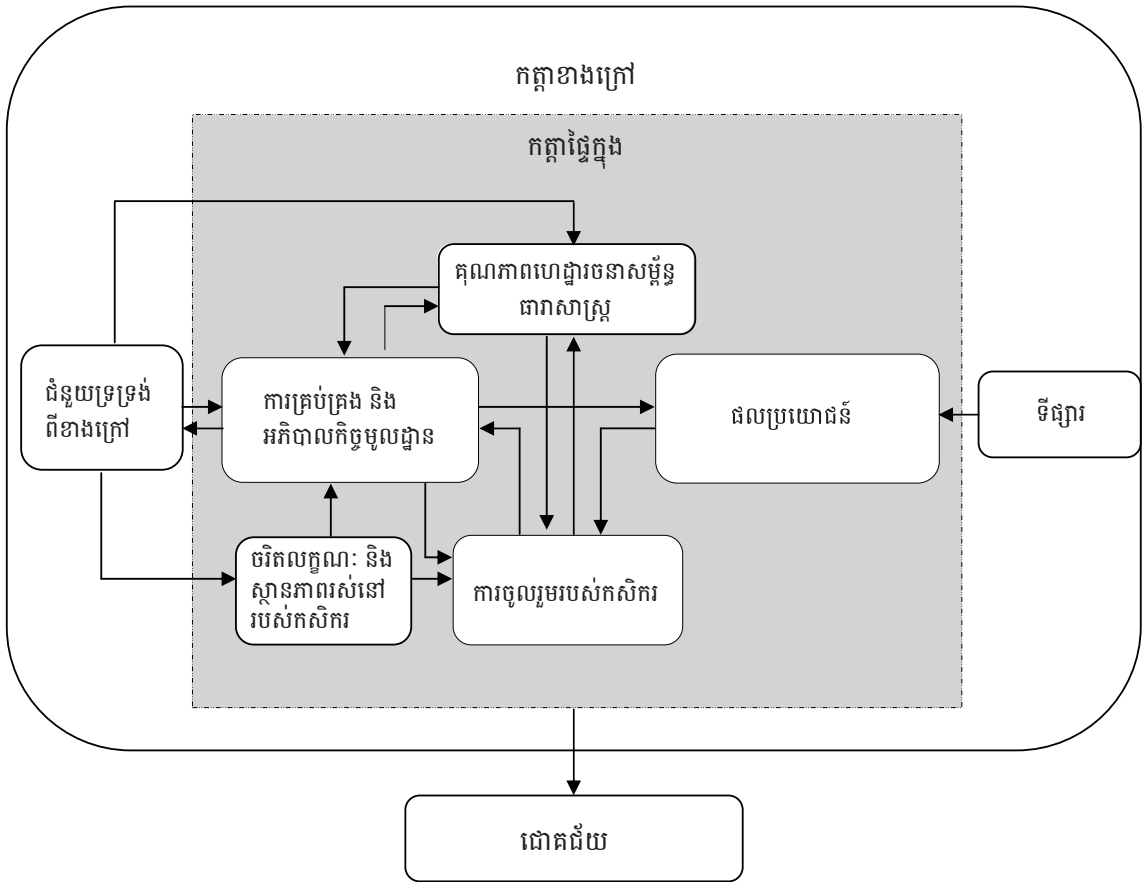 កត្តាខាងក្រៅ
កត្តាផ្ទៃក្នុង
គុណភាពហេដ្ឋារចនាសម្ព័ន្ធ
ធារាសាស្ត្រ
ជំនួយទ្រទ្រង់
ពីខាងក្រៅ
ការគ្រប់គ្រង និង
អភិបាលកិច្ចមូលដ្ឋាន
ផលប្រយោជន៍
ទីផ្សារ
ចរិតលក្ខណៈ និង
ស្ថានភាពរស់នៅ
របស់កសិករ
ការចូលរួមរបស់កសិករ
ជោគជ័យ